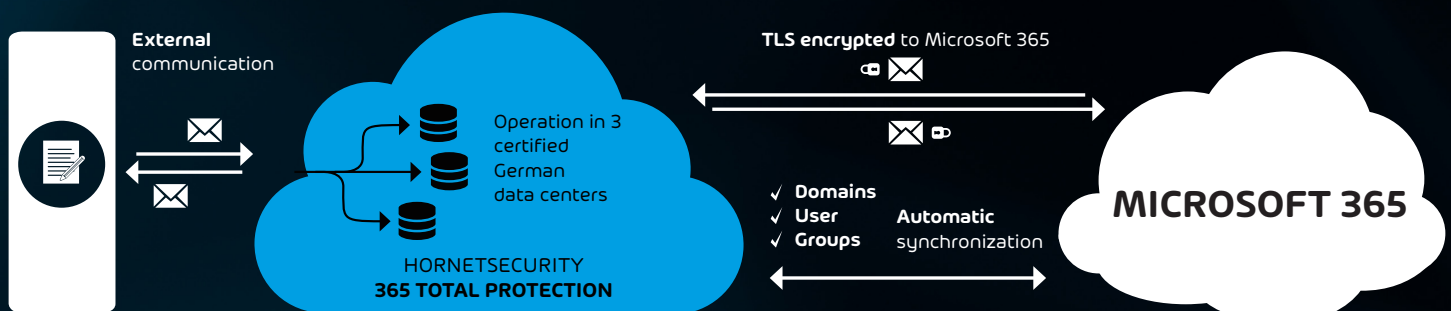 External
communication
Operation in 3
certified
German
data centers
HORNETSECURITY
365 TOTAL PROTECTION
TLS encrypted to Microsoft 365
✓ Domains
✓ User
✓ Groups
Automatic
synchronization
MICROSOFT 365